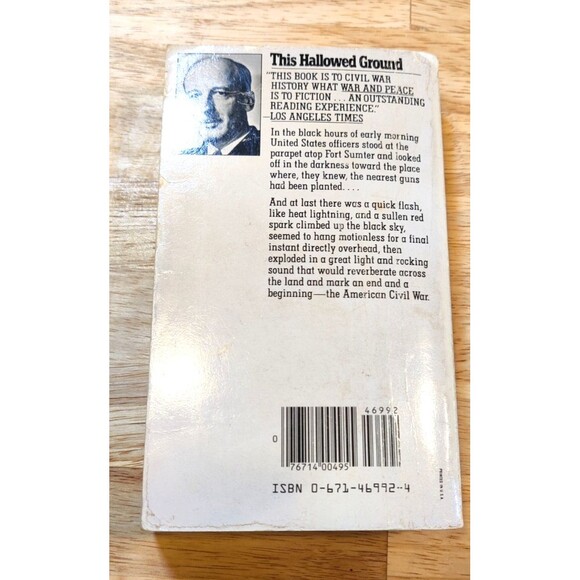 This Hallowed Ground
"THIS BOOK IS TO CIVIL WAR
HISTORY WHAT WAR AND PEACE
IS TO FICTION . . . AN OUTSTANDING
READING EXPERIENCE."
—LOS ANGELES TIMES
In the black hours of early morning
United States officers stood at the
parapet atop Fort Sumter and looked
off in the darkness toward the place
where, they knew, the nearest guns
had been planted. . . .
And at last there was a quick flash,
like heat lightning, and a sullen red
spark climbed up the black sky,
seemed to hang motionless for a final
instant directly overhead, then
exploded in a great light and rocking
sound that would reverberate across
the land and mark an end and a
beginning—the American Civil War.
46992
0
76714 00495
ISBN 0-671-46992-4
PRINTED IN U.S.A.